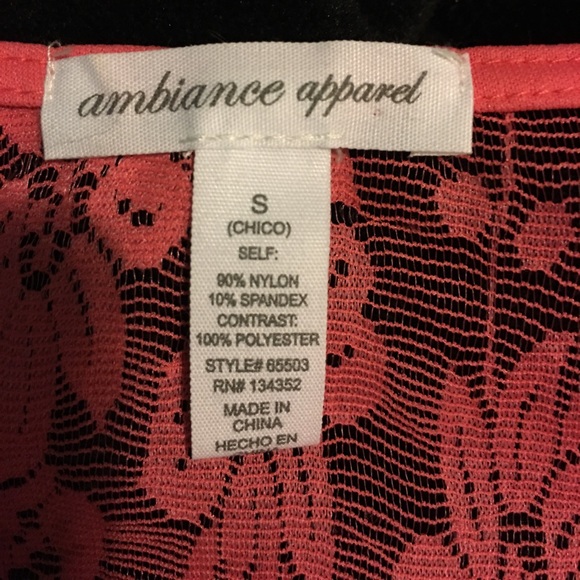 ambiance apparel
S
(CHICO)
SELF:
90% NYLON
10% SPANDEX
CONTRAST:
100% POLYESTER
STYLE# 65503
RN# 134352
MADE IN
CHINA
HECHO EN